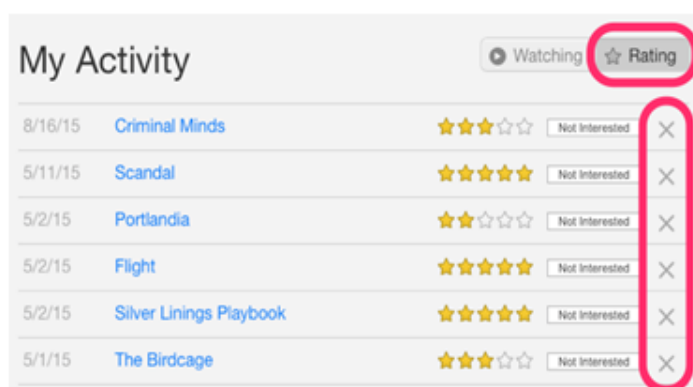 My Activity Watching Rating
8/16/15 Criminal Minds Not Interested
5/11/15 Scandal Not Interested
5/2/15 Portlandia Not Interested
5/2/15 Flight Not Interested
5/2/15 Silver Linings Playbook Not Interested
5/1/15 The Birdcage Not Interested